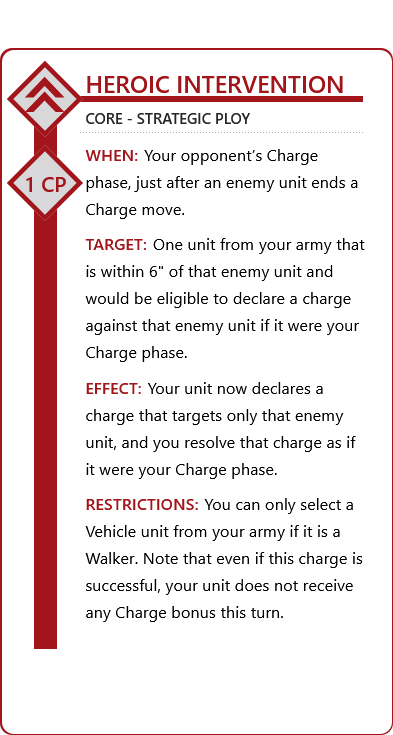 HEROIC INTERVENTION
CORE - STRATEGIC PLOY
1 CP
WHEN: Your opponent’s Charge
phase, just after an enemy unit ends a
Charge move.
TARGET: One unit from your army that
is within 6" of that enemy unit and
would be eligible to declare a charge
against that enemy unit if it were your
Charge phase.
EFFECT: Your unit now declares a
charge that targets only that enemy
unit, and you resolve that charge as if
it were your Charge phase.
RESTRICTIONS: You can only select a
Vehicle unit from your army if it is a
Walker. Note that even if this charge is
successful, your unit does not receive
any Charge bonus this turn.